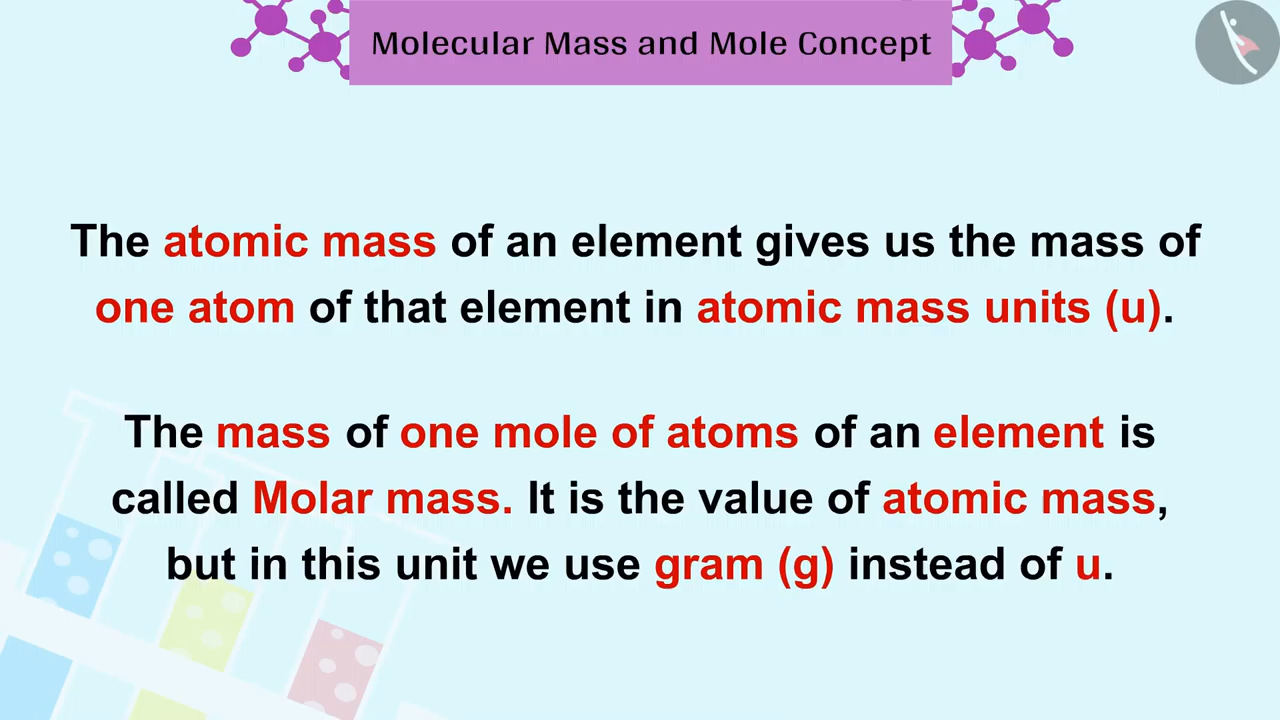 Molecular Mass and Mole Concept
The atomic mass of an element gives us the mass of
one atom of that element in atomic mass units (u).
The mass of one mole of atoms of an element is
called Molar mass. It is the value of atomic mass,
but in this unit we use gram (g) instead of u.